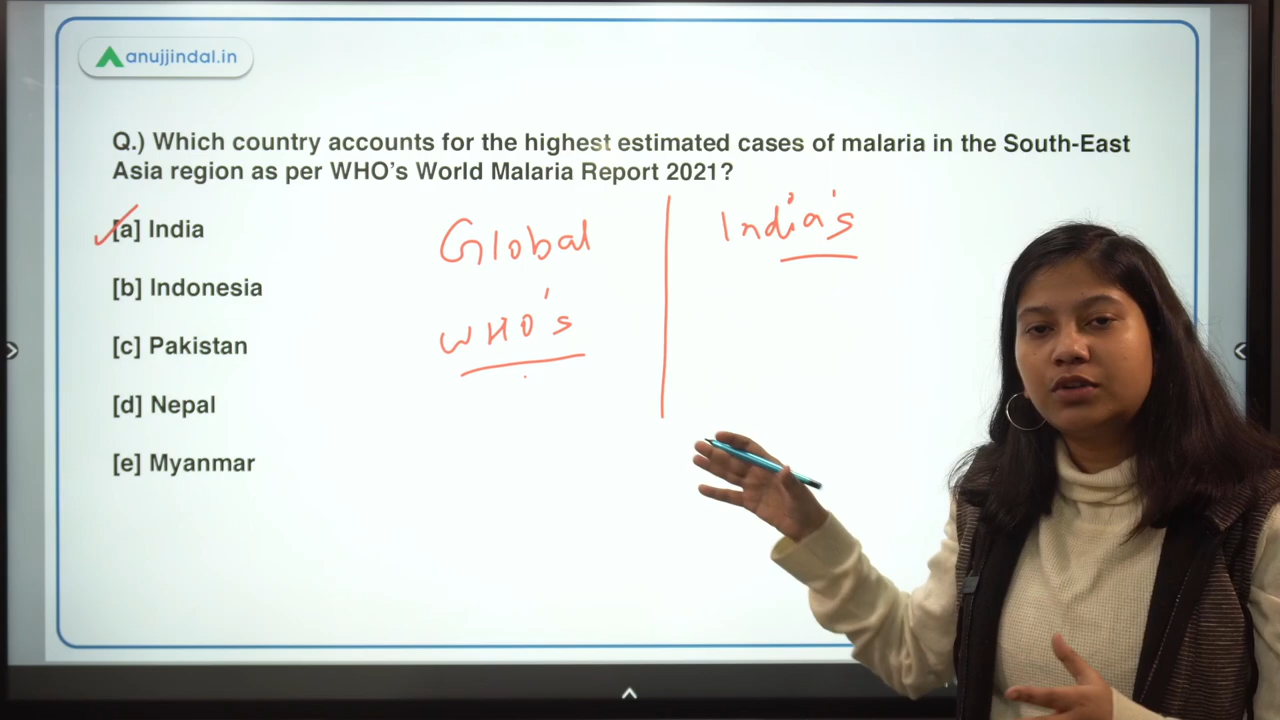 anujjindal.in
Q.) Which country accounts for the highest estimated cases of malaria in the South-East
Asia region as per WHO's World Malaria Report 2021?
[a] India
[b] Indonesia
[c] Pakistan
[d] Nepal
[e] Myanmar
Global
WHO's
India's